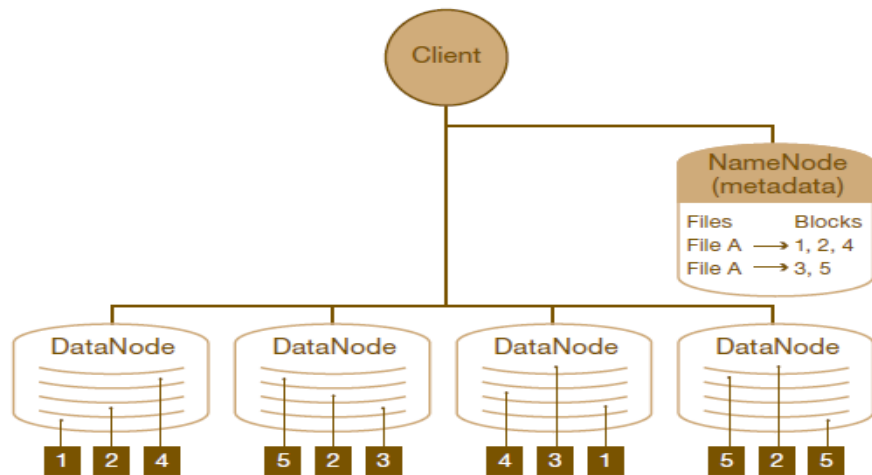 Client
NameNode
(metadata)
Files Blocks
File A → 1, 2, 4
File A → 3, 5
DataNode DataNode DataNode DataNode
1 2 4 5 2 3 4 3 1 5 2 5